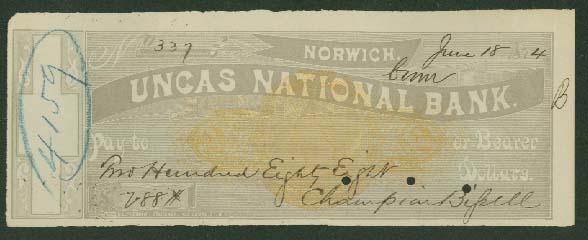 No 337
NORWICH, June 18 4
Conn
UNCAS NATIONAL BANK.
B
4159
Pay to or Bearer
Two Hundred Eighty Eight Dollars.
$ 288
Champion Bissell